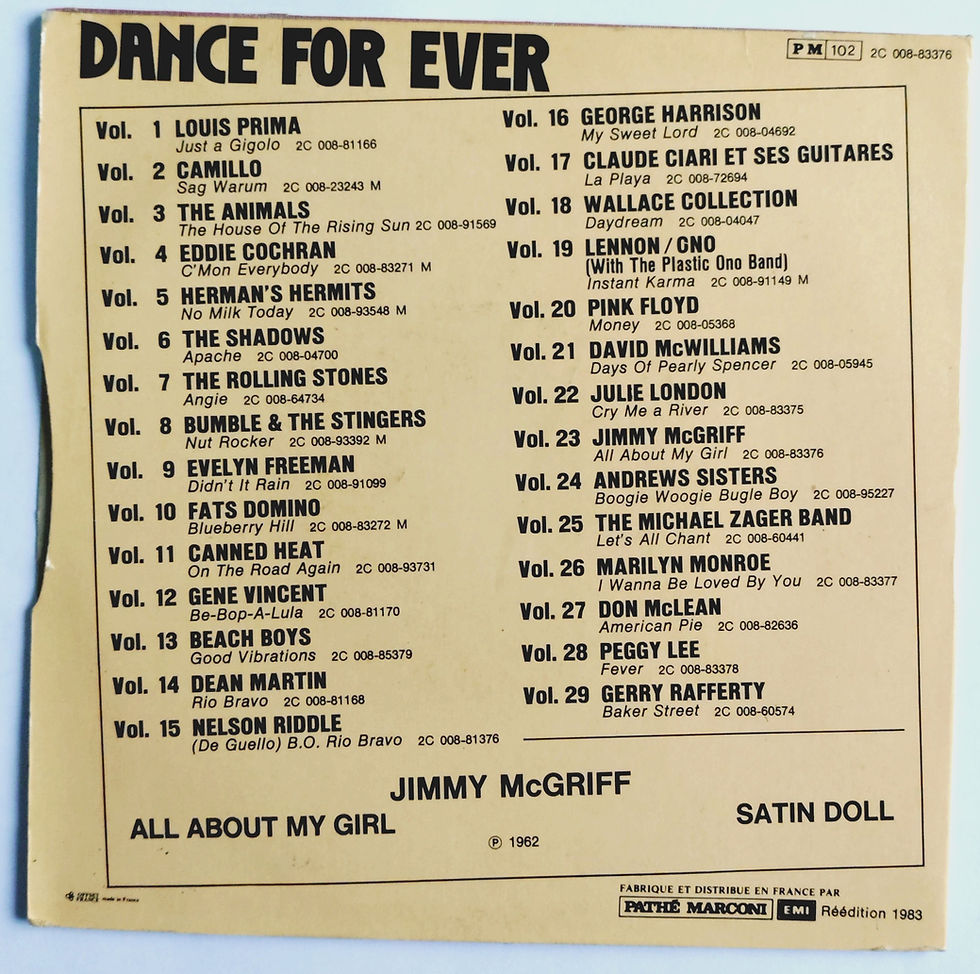 DANCE FOR EVER
PM 102 2C 008-83376
Vol. 1 LOUIS PRIMA
Just a Gigolo 2C 008-81166
Vol. 2 CAMILLO
Sag Warum 2C 008-23243 M
Vol. 3 THE ANIMALS
The House Of The Rising Sun 2C 008-91569
Vol. 4 EDDIE COCHRAN
C'Mon Everybody 2C 008-83271 M
Vol. 5 HERMAN'S HERMITS
No Milk Today 2C 008-93548 M
Vol. 6 THE SHADOWS
Apache 2C 008-04700
Vol. 7 THE ROLLING STONES
Angie 2C 008-64734
Vol. 8 BUMBLE & THE STINGERS
Nut Rocker 2C 008-93392 M
Vol. 9 EVELYN FREEMAN
Didn't It Rain 2C 008-91099
Vol. 10 FATS DOMINO
Blueberry Hill 2C 008-83272 M
Vol. 11 CANNED HEAT
On The Road Again 2C 008-93731
Vol. 12 GENE VINCENT
Be-Bop-A-Lula 2C 008-81170
Vol. 13 BEACH BOYS
Good Vibrations 2C 008-85379
Vol. 14 DEAN MARTIN
Rio Bravo 2C 008-81168
Vol. 15 NELSON RIDDLE
(De Guello) B.O. Rio Bravo 2C 008-81376
Vol. 16 GEORGE HARRISON
My Sweet Lord 2C 008-04692
Vol. 17 CLAUDE CIARI ET SES GUITARES
La Playa 2C 008-72694
Vol. 18 WALLACE COLLECTION
Daydream 2C 008-04047
Vol. 19 LENNON / ONO
(With The Plastic Ono Band)
Instant Karma 2C 008-91149 M
Vol. 20 PINK FLOYD
Money 2C 008-05368
Vol. 21 DAVID McWILLIAMS
Days Of Pearly Spencer 2C 008-05945
Vol. 22 JULIE LONDON
Cry Me a River 2C 008-83375
Vol. 23 JIMMY McGRIFF
All About My Girl 2C 008-83376
Vol. 24 ANDREWS SISTERS
Boogie Woogie Bugle Boy 2C 008-95227
Vol. 25 THE MICHAEL ZAGER BAND
Let's All Chant 2C 008-60441
Vol. 26 MARILYN MONROE
I Wanna Be Loved By You 2C 008-83377
Vol. 27 DON McLEAN
American Pie 2C 008-82636
Vol. 28 PEGGY LEE
Fever 2C 008-83378
Vol. 29 GERRY RAFFERTY
Baker Street 2C 008-60574
JIMMY McGRIFF
ALL ABOUT MY GIRL
SATIN DOLL
℗ 1962
OFFSET
FRANCE made in France
FABRIQUE ET DISTRIBUE EN FRANCE PAR
PATHÉ MARCONI EMI Réédition 1983